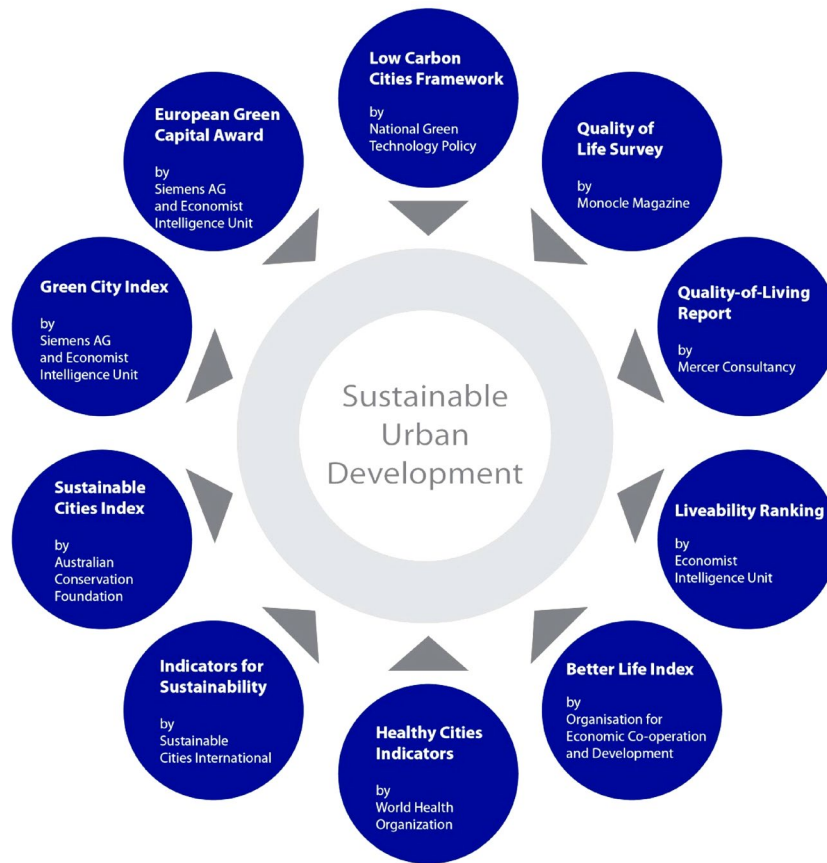 Low Carbon
Cities Framework
by
National Green
Technology Policy
Quality of
Life Survey
by
Monocle Magazine
Quality-of-Living
Report
by
Mercer Consultancy
Liveability Ranking
by
Economist
Intelligence Unit
Better Life Index
by
Organisation for
Economic Co-operation
and Development
Healthy Cities
Indicators
by
World Health
Organization
Indicators for
Sustainability
by
Sustainable
Cities International
Sustainable
Cities Index
by
Australian
Conservation
Foundation
Green City Index
by
Siemens AG
and Economist
Intelligence Unit
European Green
Capital Award
by
Siemens AG
and Economist
Intelligence Unit
Sustainable
Urban
Development